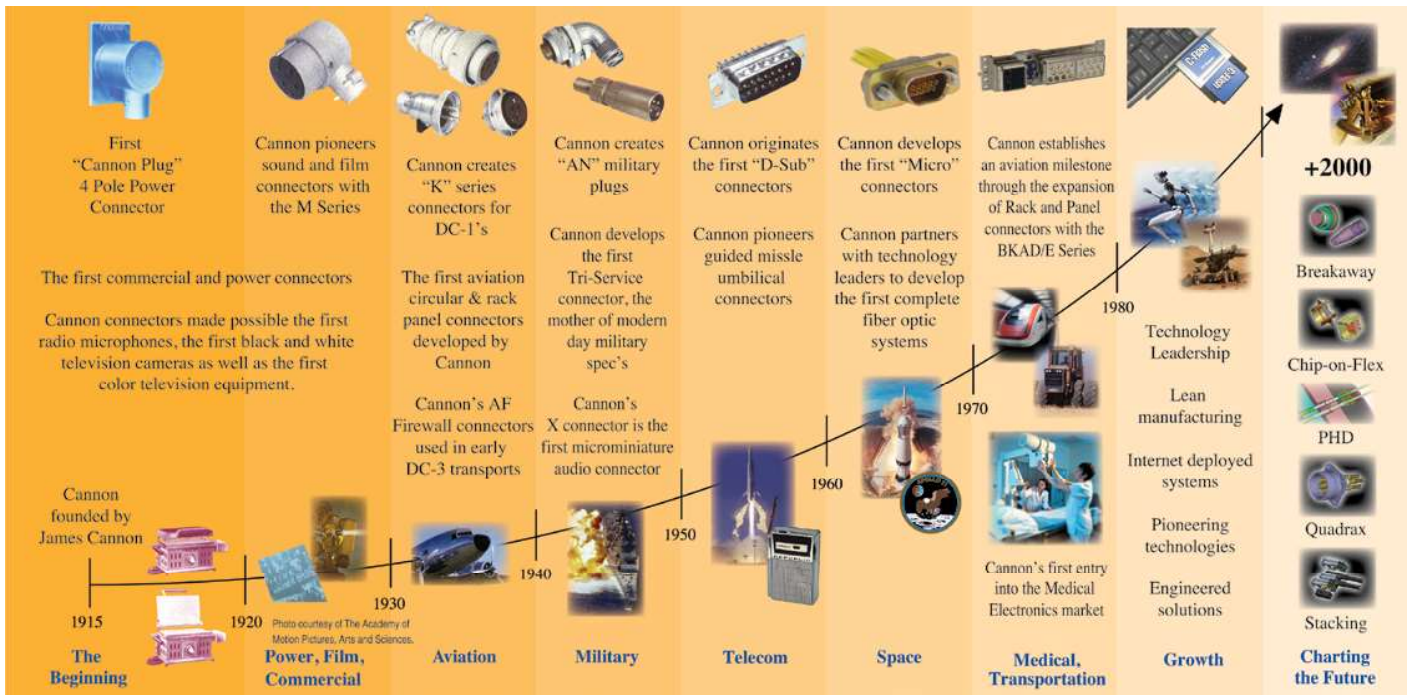 First
“Cannon Plug”
4 Pole Power
Connector
Cannon pioneers
sound and film
connectors with
the M Series
The first commercial and power connectors
Cannon connectors made possible the first
radio microphones, the first black and white
television cameras as well as the first
color television equipment.
Cannon
founded by
James Cannon
Cannon creates
“K” series
connectors for
DC-1’s
The first aviation
circular & rack
panel connectors
developed by
Cannon
Cannon’s AF
Firewall connectors
used in early
DC-3 transports
Cannon creates
“AN” military
plugs
Cannon develops
the first
Tri-Service
connector, the
mother of modern
day military
spec’s
Cannon’s
X connector is the
first microminiature
audio connector
Cannon originates
the first “D-Sub”
connectors
Cannon pioneers
guided missle
umbilical
connectors
Cannon develops
the first “Micro”
connectors
Cannon partners
with technology
leaders to develop
the first complete
fiber optic
systems
Cannon establishes
an aviation milestone
through the expansion
of Rack and Panel
connectors with the
BKAD/E Series
Cannon’s first entry
into the Medical
Electronics market
Technology
Leadership
Lean
manufacturing
Internet deployed
systems
Pioneering
technologies
Engineered
solutions
+2000
Breakaway
Chip-on-Flex
PHD
Quadrax
Stacking
1915
1920
1930
1940
1950
1960
1970
1980
Photo courtesy of The Academy of
Motion Pictures, Arts and Sciences.
The
Beginning
Power, Film,
Commercial
Aviation
Military
Telecom
Space
Medical,
Transportation
Growth
Charting
the Future